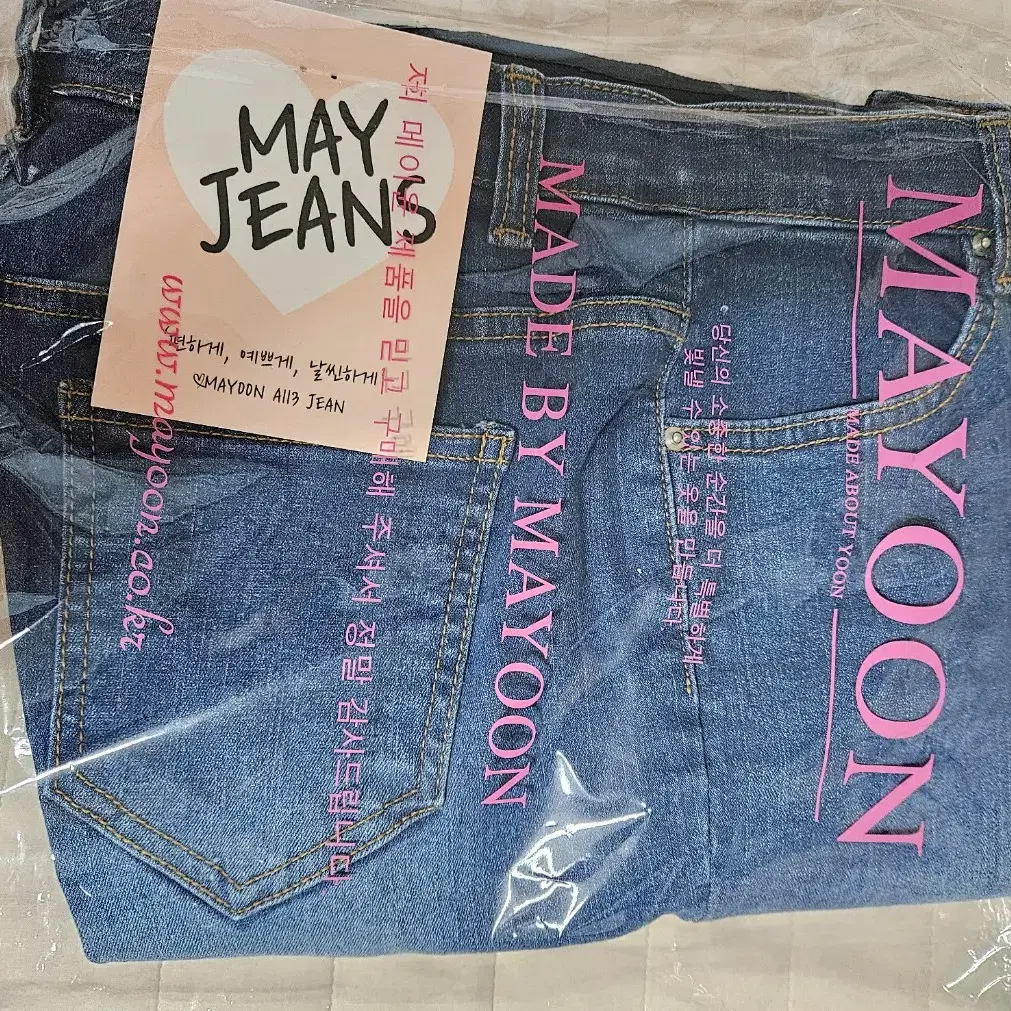 MAY
JEANS
편하게, 예쁘게, 날씬하게
♡MAYOON A113 JEAN
MAYOON
MADE ABOUT YOON
당신의 소중한 순간을 더 특별하게
빛낼 수 있는 옷을 만듭니다.
MADE BY MAYOON
저희 메이윤 제품을 믿고 구매해 주셔서 정말 감사드립니다
www.mayoon.co.kr